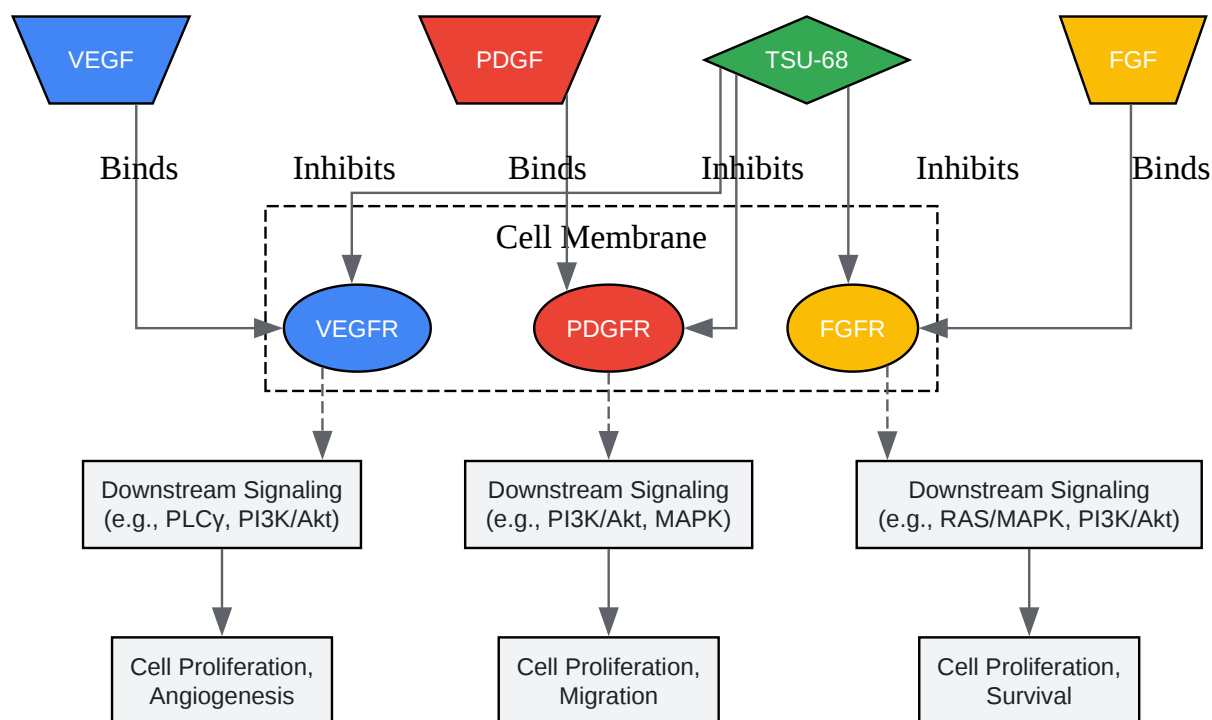 VEGF
PDGF
TSU-68
FGF
Binds
Inhibits
Binds
Inhibits
Inhibits
Binds
Cell Membrane
VEGFR
PDGFR
FGFR
Downstream Signaling
(e.g., PLCγ, PI3K/Akt)
Downstream Signaling
(e.g., PI3K/Akt, MAPK)
Downstream Signaling
(e.g., RAS/MAPK, PI3K/Akt)
Cell Proliferation,
Angiogenesis
Cell Proliferation,
Migration
Cell Proliferation,
Survival